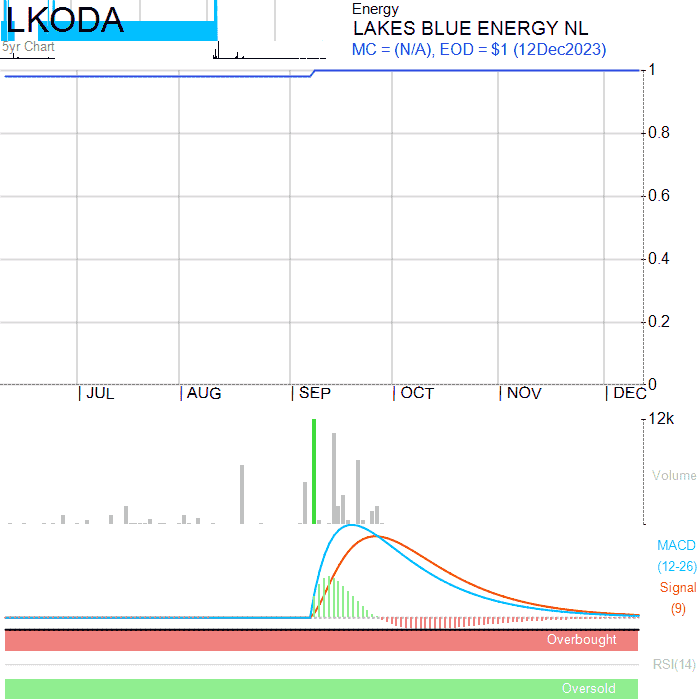 LKODA
5yr Chart
Energy
LAKES BLUE ENERGY NL
MC = (N/A), EOD = $1 (12Dec2023)
1
0.8
0.6
0.4
0.2
0
| JUL | AUG | SEP | OCT | NOV | DEC
12k
Volume
MACD
(12-26)
Signal
(9)
Overbought
RSI(14)
Oversold